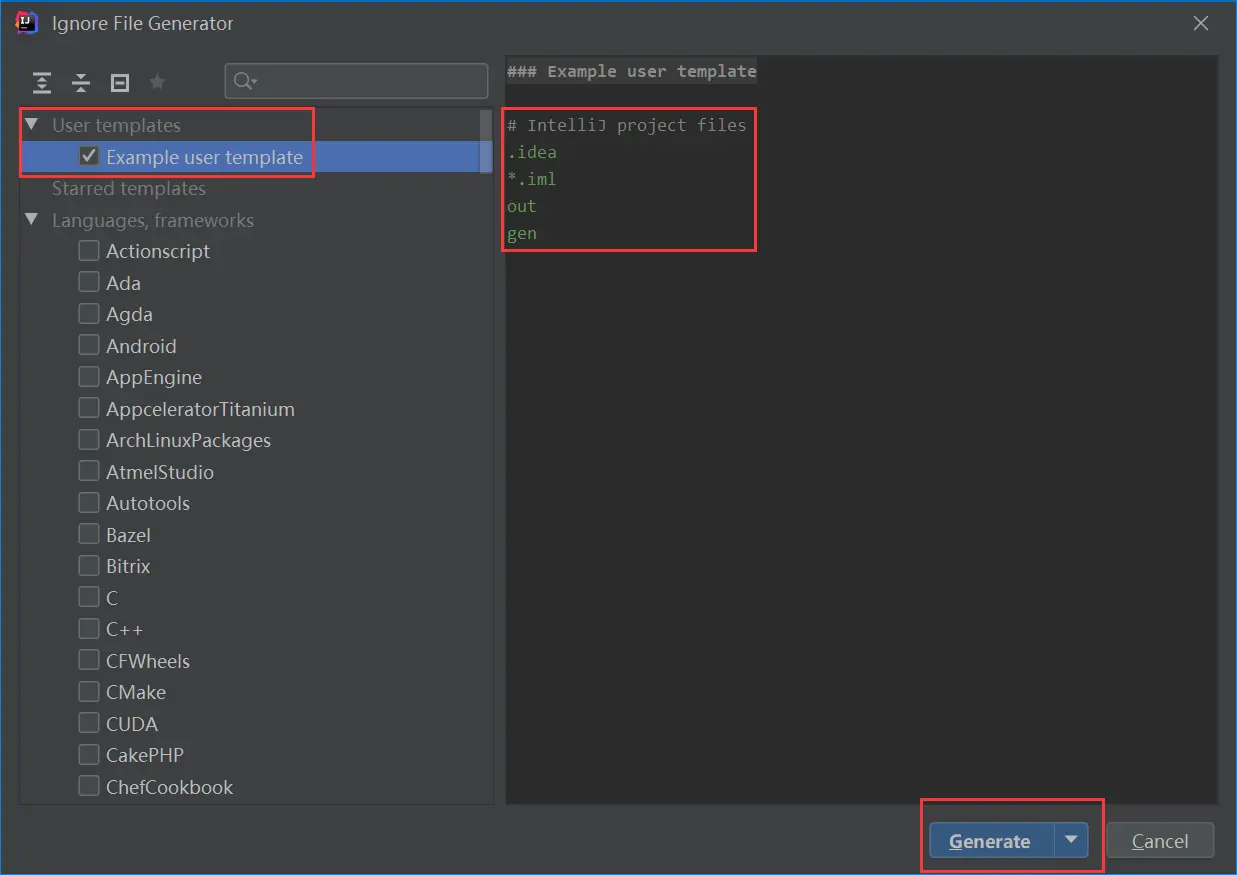 Ignore File Generator
User templates
Example user template
Starred templates
Languages, frameworks
Actionscript
Ada
Agda
Android
AppEngine
AppceleratorTitanium
ArchLinuxPackages
AtmelStudio
Autotools
Bazel
Bitrix
C
C++
CFWheels
CMake
CUDA
CakePHP
ChefCookbook
### Example user template
# IntelliJ project files
.idea
*.iml
out
gen
Generate
Cancel